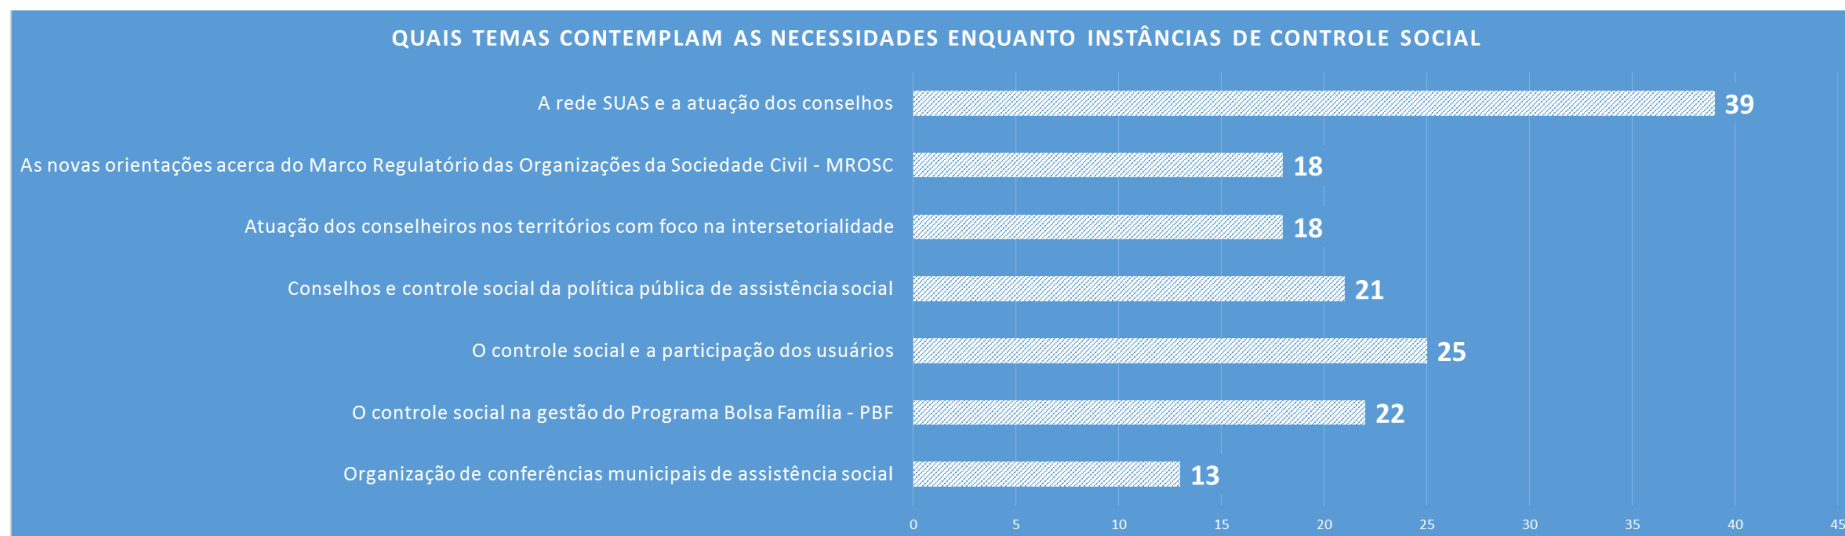 QUAIS TEMAS CONTEMPLAM AS NECESSIDADES ENQUANTO INSTÂNCIAS DE CONTROLE SOCIAL
A rede SUAS e a atuação dos conselhos 39
As novas orientações acerca do Marco Regulatório das Organizações da Sociedade Civil - MROSC 18
Atuação dos conselheiros nos territórios com foco na intersetorialidade 18
Conselhos e controle social da política pública de assistência social 21
O controle social e a participação dos usuários 25
O controle social na gestão do Programa Bolsa Família - PBF 22
Organização de conferências municipais de assistência social 13
0 5 10 15 20 25 30 35 40 45